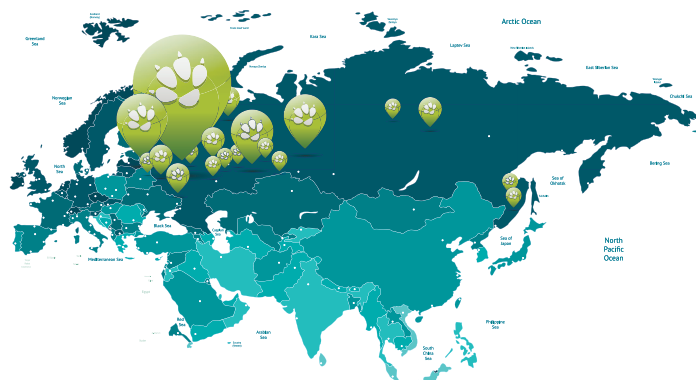 Arctic Ocean
Greenland
Sea
Kara Sea
Laptev Sea
East Siberian Sea
Chukchi Sea
Norwegian
Sea
North
Sea
Bering Sea
Sea of
Okhotsk
Black Sea
Caspian
Sea
Sea of
Japan
North
Pacific
Ocean
Mediterranean Sea
Red
Sea
Arabian
Sea
Philippine
Sea
South
China
Sea